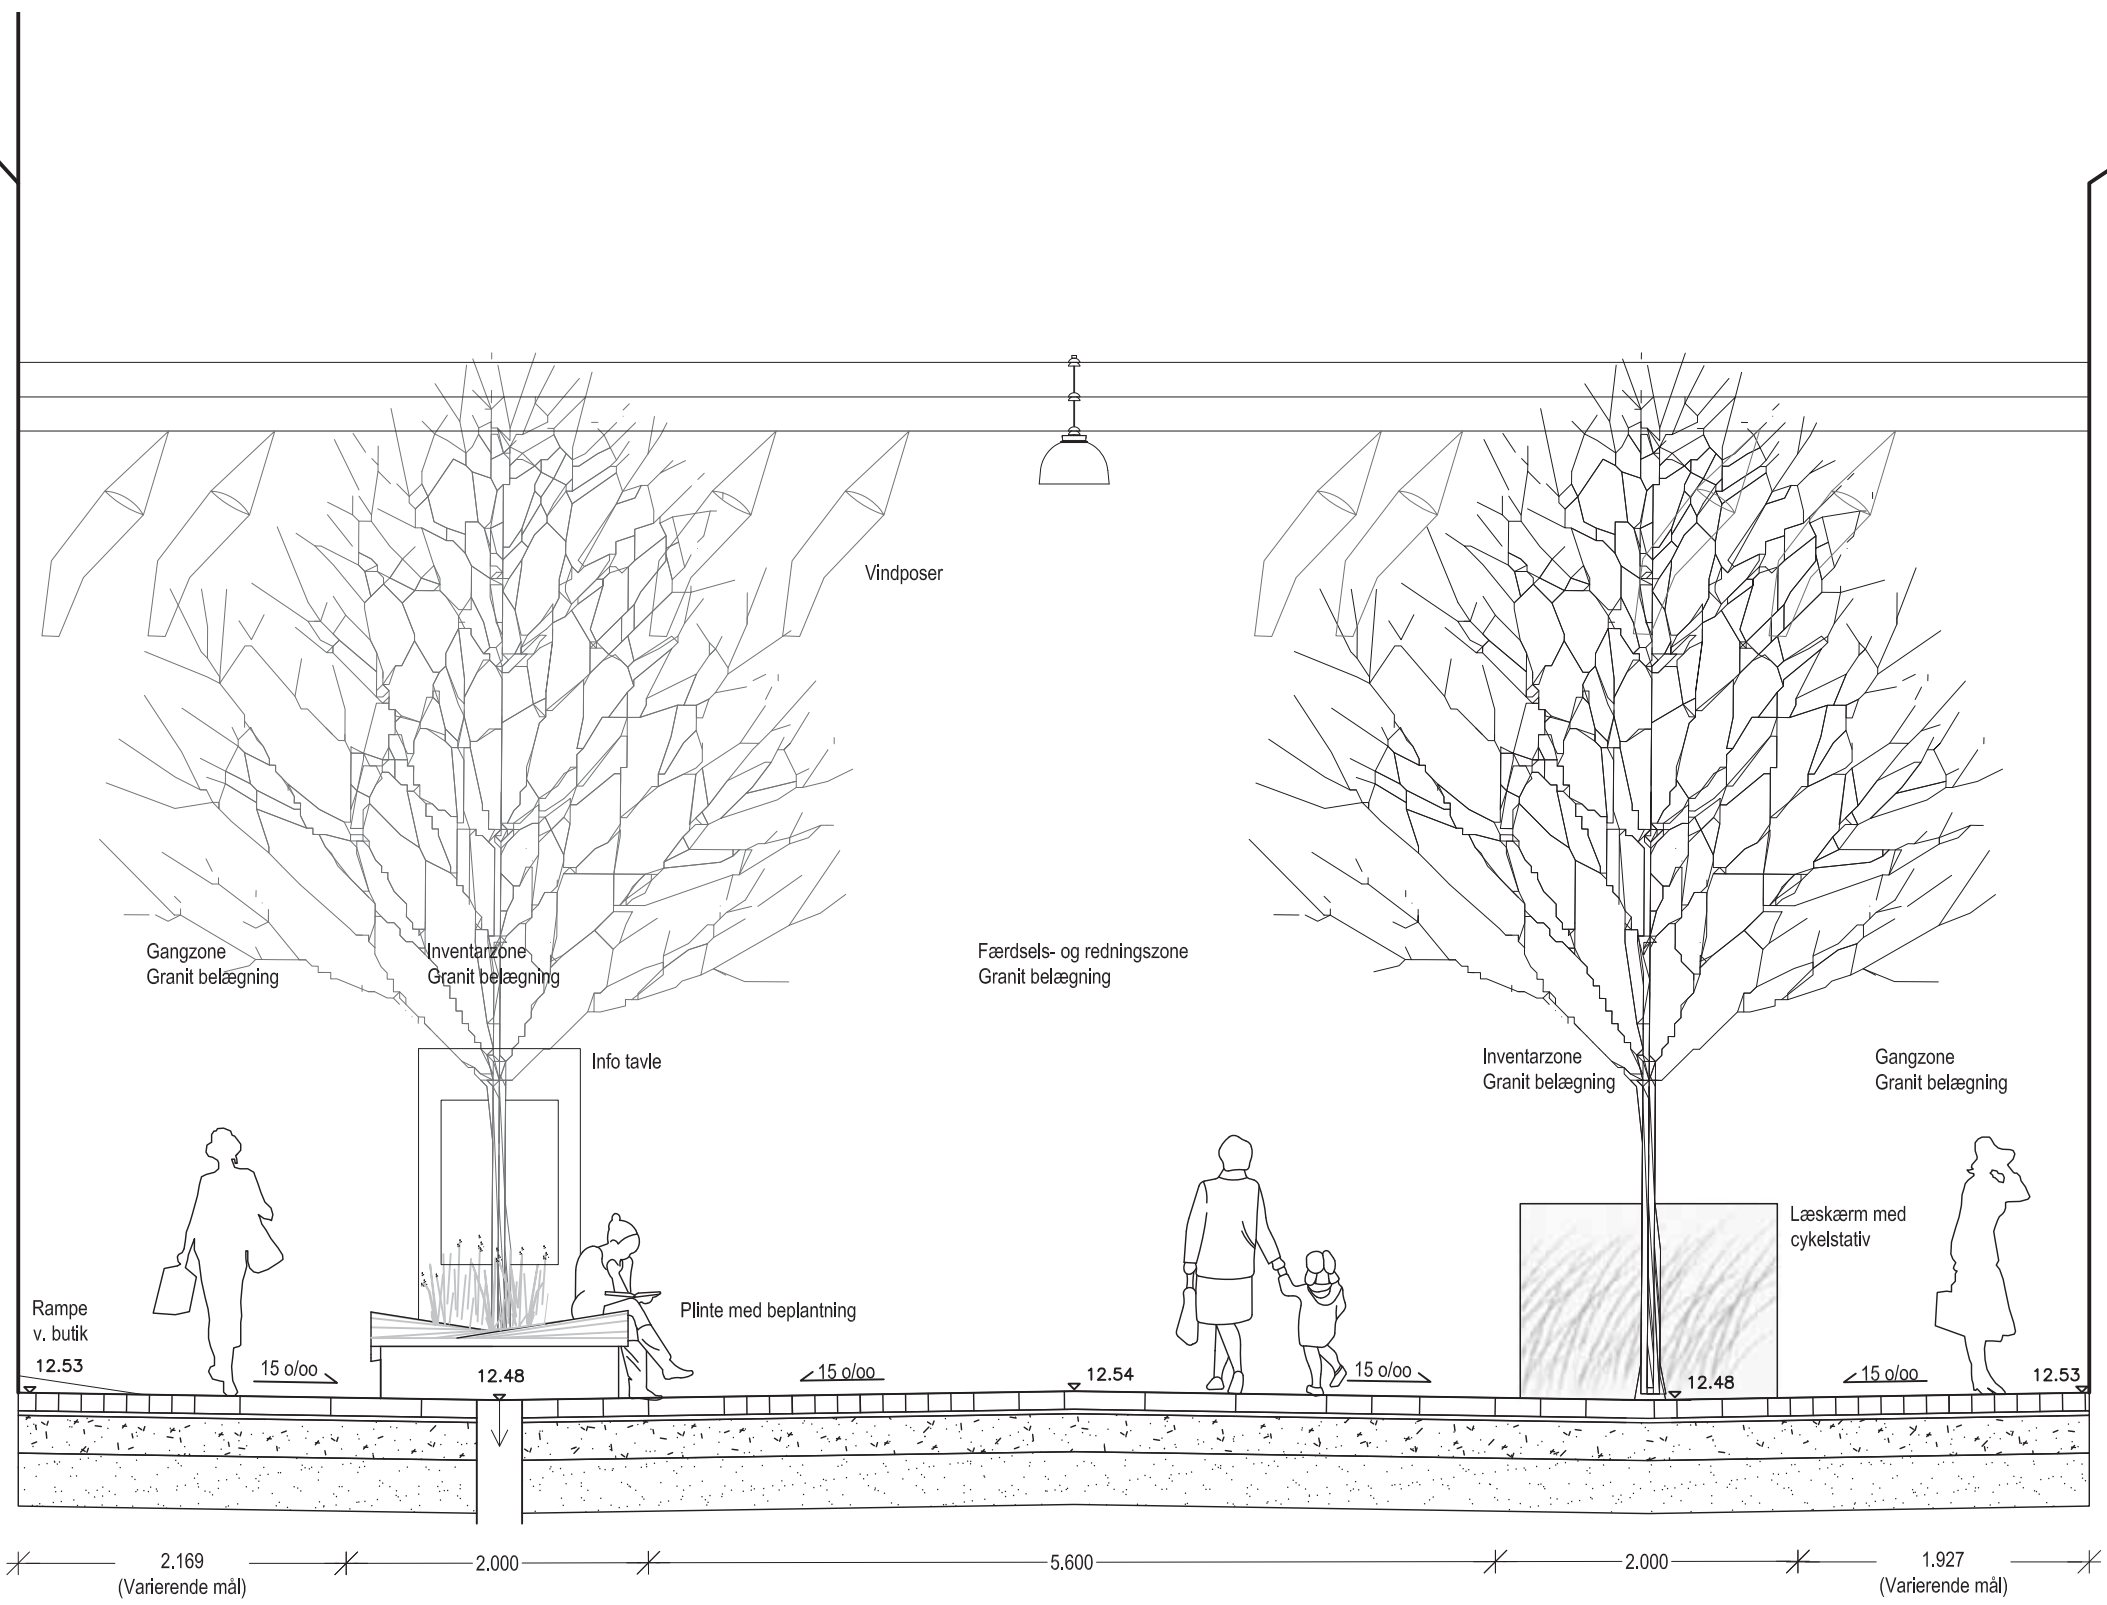 Vindposer
Gangzone
Granit belægning
Inventarzone
Granit belægning
Færdsels- og redningszone
Granit belægning
Info tavle
Inventarzone
Granit belægning
Gangzone
Granit belægning
Læskærm med
cykelstativ
Rampe
v. butik
Plinte med beplantning
12.53
15 o/oo
12.48
15 o/oo
12.54
15 o/oo
12.48
15 o/oo
12.53
2.169
(Varierende mål)
2.000
5.600
2.000
1.927
(Varierende mål)